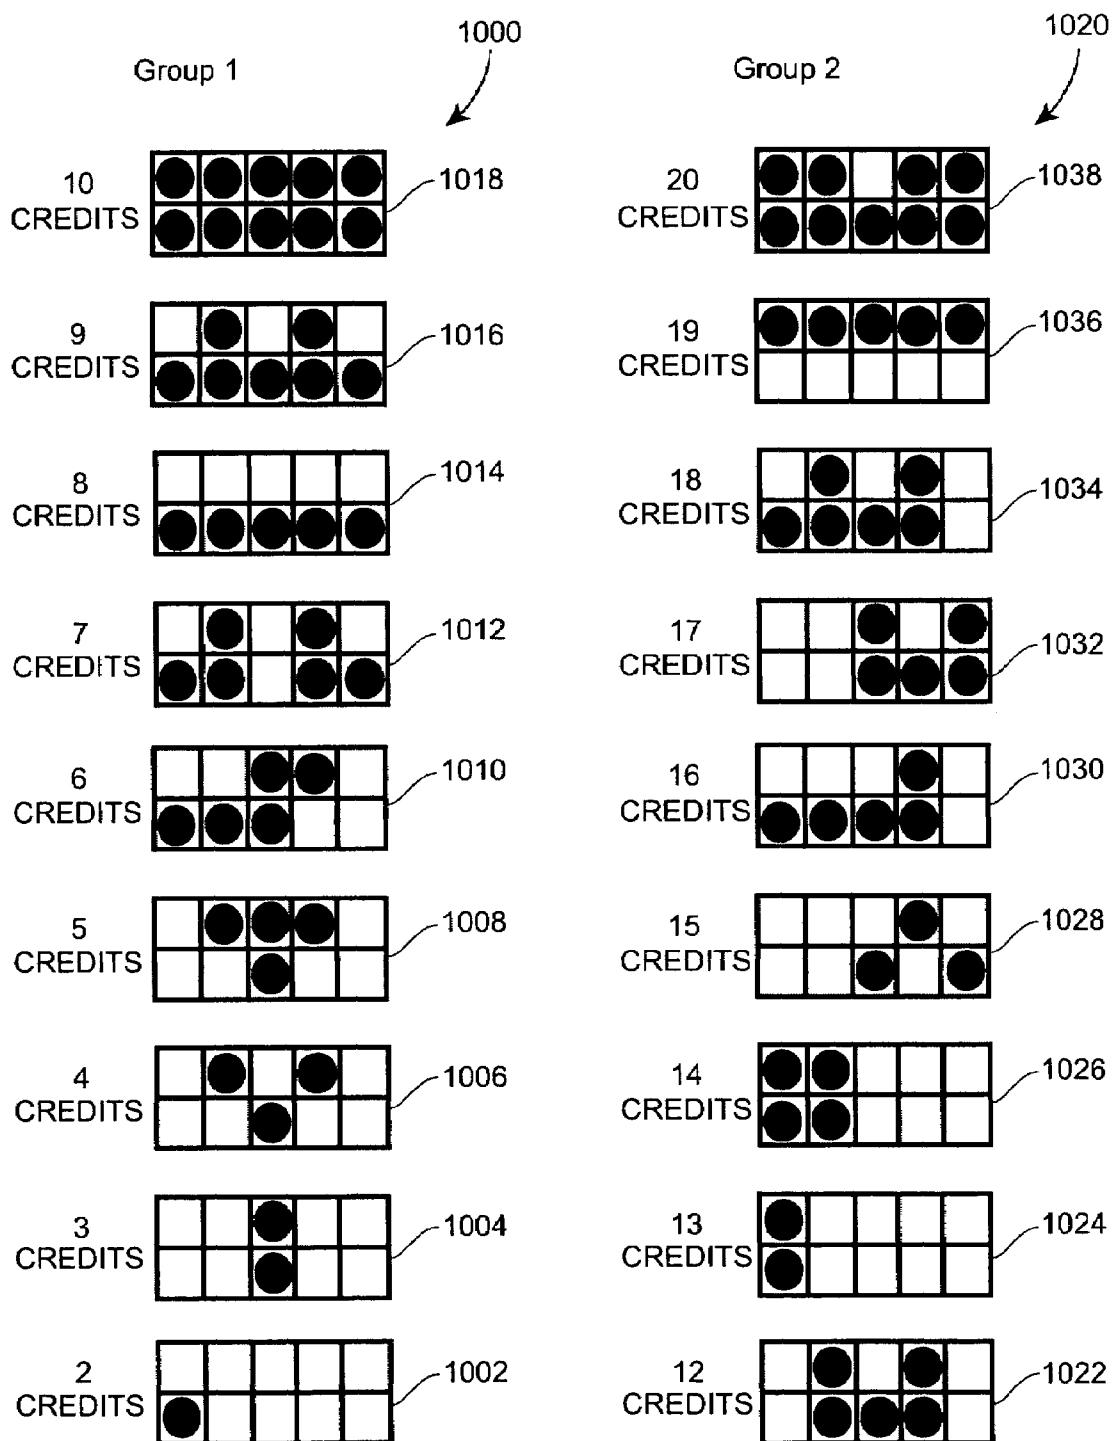 1000
Group 1
10
CREDITS
1018
9
CREDITS
1016
8
CREDITS
1014
7
CREDITS
1012
6
CREDITS
1010
5
CREDITS
1008
4
CREDITS
1006
3
CREDITS
1004
2
CREDITS
1002
1020
Group 2
20
CREDITS
1038
19
CREDITS
1036
18
CREDITS
1034
17
CREDITS
1032
16
CREDITS
1030
15
CREDITS
1028
14
CREDITS
1026
13
CREDITS
1024
12
CREDITS
1022